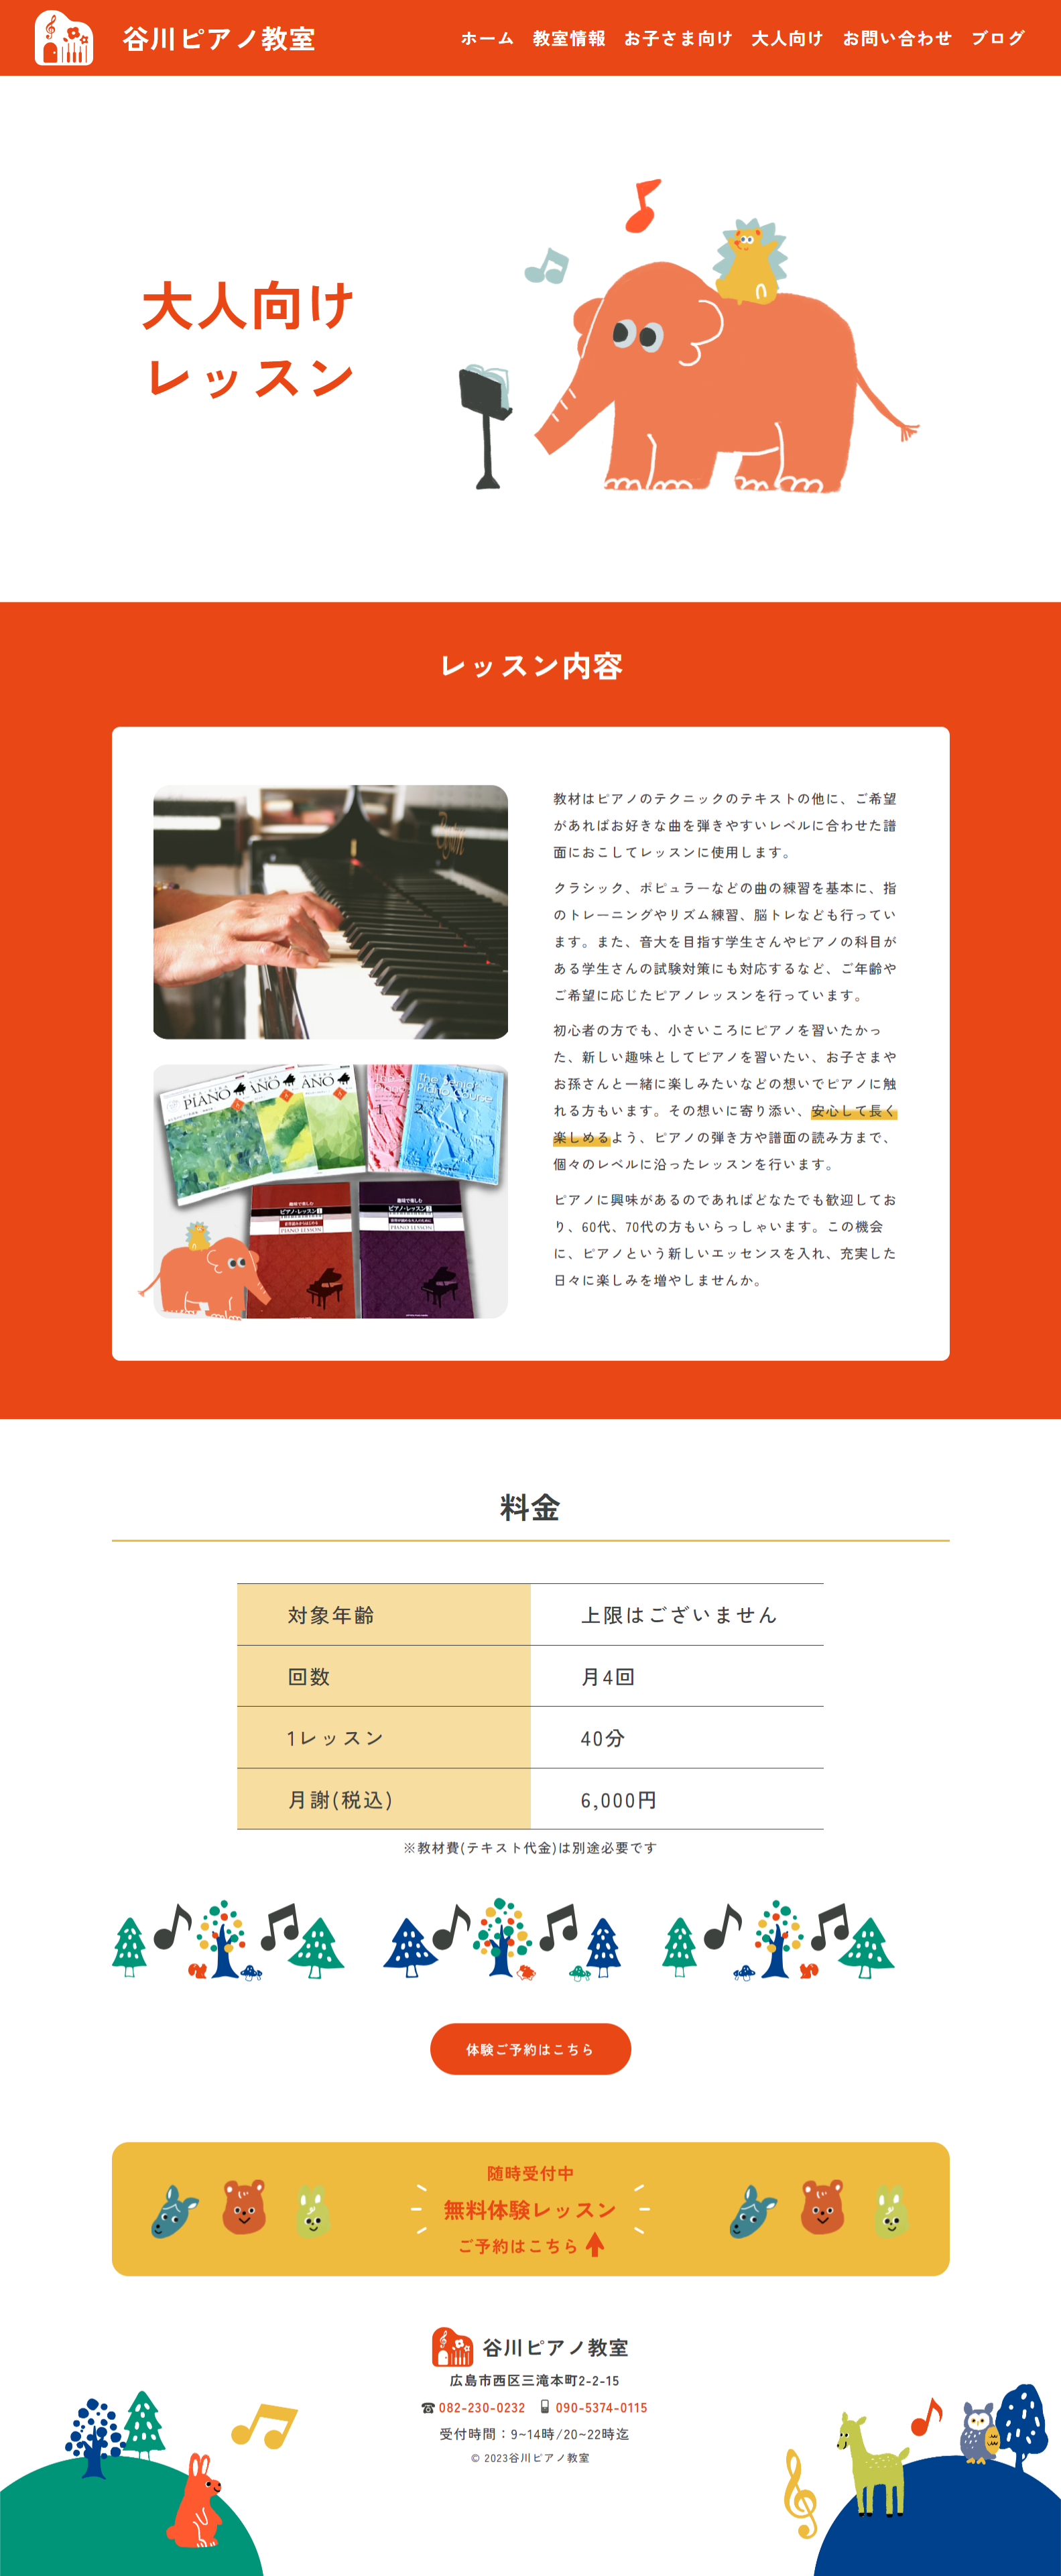 谷川ピアノ教室
ホーム 教室情報 お子さま向け 大人向け お問い合わせ ブログ
大人向け
レッスン
レッスン内容
教材はピアノのテクニックのテキストの他に、ご希望
があればお好きな曲を弾きやすいレベルに合わせた譜
面におこしてレッスンに使用します。
クラシック、ポピュラーなどの曲の練習を基本に、指
のトレーニングやリズム練習、脳トレなども行ってい
ます。また、音大を目指す学生さんやピアノの科目が
ある学生さんの試験対策にも対応するなど、ご年齢や
ご希望に応じたピアノレッスンを行っています。
初心者の方でも、小さいころにピアノを習いたかっ
た、新しい趣味としてピアノを習いたい、お子さまや
お孫さんと一緒に楽しみたいなどの想いでピアノに触
れる方もいます。その想いに寄り添い、安心して長く
楽しめるよう、ピアノの弾き方や譜面の読み方まで、
個々のレベルに沿ったレッスンを行います。
ピアノに興味があるのであればどなたでも歓迎してお
り、60代、70代の方もいらっしゃいます。この機会
に、ピアノという新しいエッセンスを入れ、充実した
日々に楽しみを増やしませんか。
PIANO
1
The Senior
Piano Course
2
趣味で楽しむ
ピアノ・レッスン1
PIANO LESSON
趣味で楽しむ
ピアノ・レッスン2
PIANO LESSON
料金
対象年齢 上限はございません
回数 月4回
1レッスン 40分
月謝(税込) 6,000円
※教材費(テキスト代金)は別途必要です
体験ご予約はこちら
随時受付中
無料体験レッスン
ご予約はこちら
谷川ピアノ教室
広島市西区三滝本町2-2-15
082-230-0232 090-5374-0115
受付時間：9~14時/20~22時迄
© 2023谷川ピアノ教室